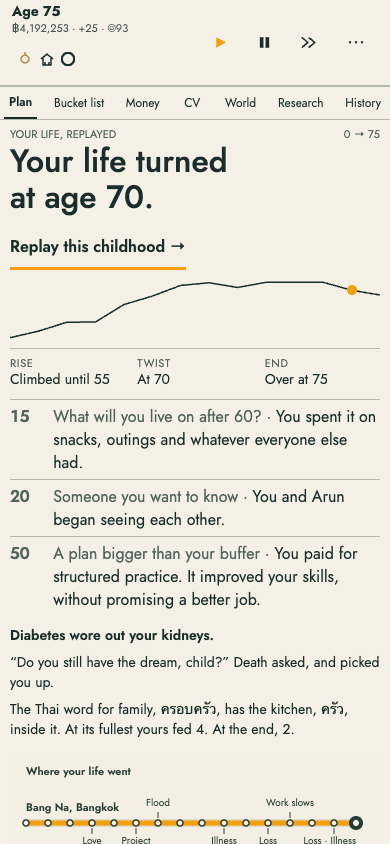 Age 75
฿4,192,253 · +25 · ☺93
Plan
Bucket list
Money
CV
World
Research
History
YOUR LIFE, REPLAYED
0 → 75
Your life turned
at age 70.
Replay this childhood →
RISE
TWIST
END
Climbed until 55
At 70
Over at 75
15 What will you live on after 60? · You spent it on
snacks, outings and whatever everyone else
had.
20 Someone you want to know · You and Arun
began seeing each other.
50 A plan bigger than your buffer · You paid for
structured practice. It improved your skills,
without promising a better job.
Diabetes wore out your kidneys.
“Do you still have the dream, child?” Death asked, and picked
you up.
The Thai word for family, ครอบครัว, has the kitchen, ครัว,
inside it. At its fullest yours fed 4. At the end, 2.
Where your life went
Bang Na, Bangkok
Flood
Work slows
Love
Project
Illness
Loss
Loss · Illness